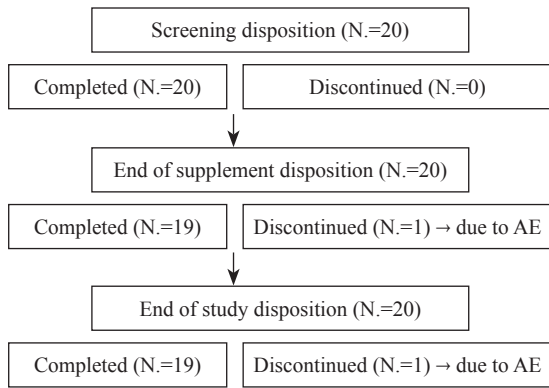 Screening disposition (N.=20)
Completed (N.=20)
Discontinued (N.=0)
End of supplement disposition (N.=20)
Completed (N.=19)
Discontinued (N.=1) → due to AE
End of study disposition (N.=20)
Completed (N.=19)
Discontinued (N.=1) → due to AE